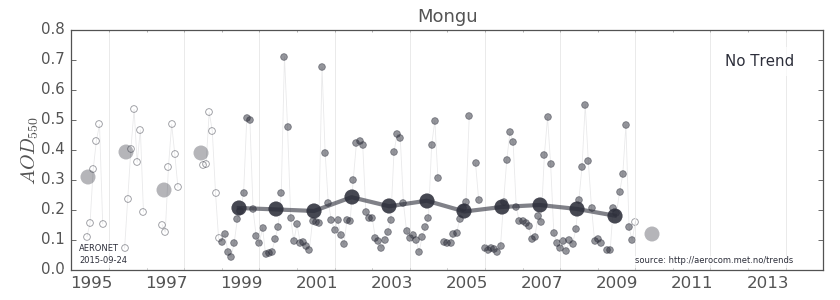 Mongu
0.8
0.7
0.6
0.5
0.4
0.3
0.2
0.1
0.0
AOD550
No Trend
AERONET
2015-09-24
source: http://aerocom.met.no/trends
1995 1997 1999 2001 2003 2005 2007 2009 2011 2013